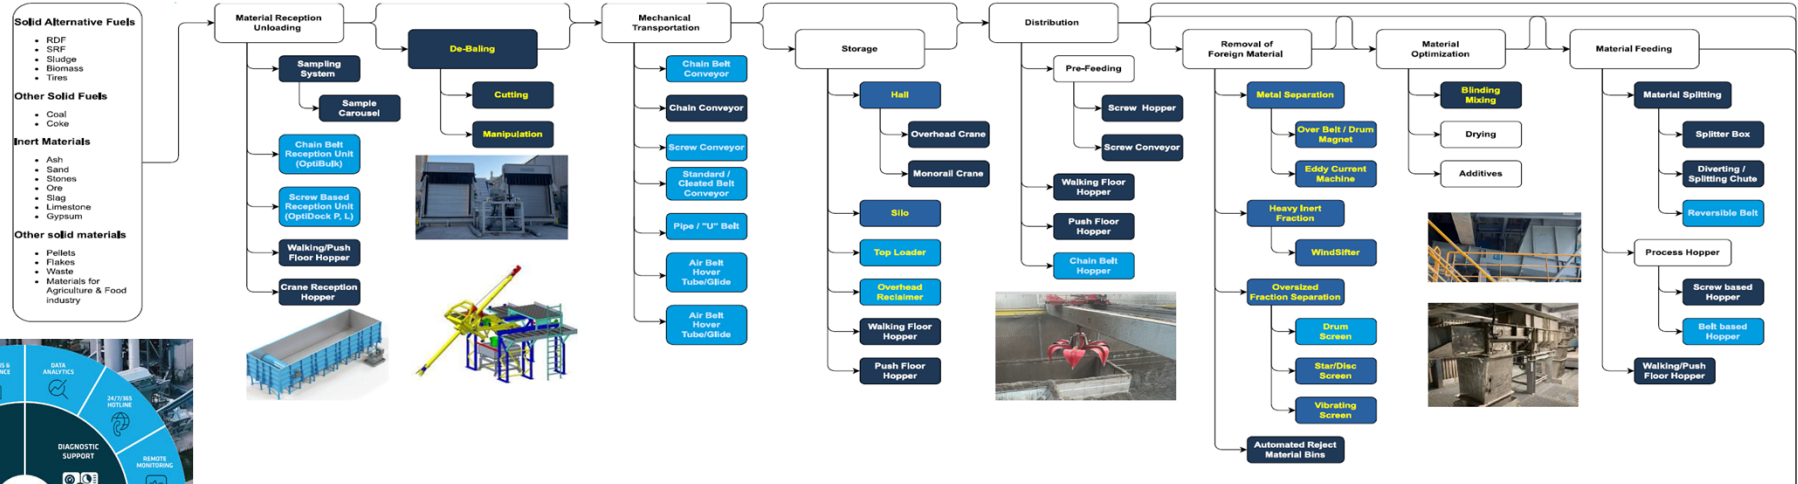 Solid Alternative Fuels
RDF
SRF
Sludge
Biomass
Tires
Other Solid Fuels
Coal
Coke
Inert Materials
Ash
Sand
Stones
Ore
Slag
Limestone
Gypsum
Other solid materials
Pellets
Flakes
Waste
Materials for
Agriculture & Food
industry
Material Reception
Unloading
Sampling
System
Sample
Carousel
Chain Belt
Reception Unit
(OptiBulk)
Screw Based
Reception Unit
(OptiDock P, L)
Walking/Push
Floor Hopper
Crane Reception
Hopper
De-Baling
Cutting
Manipulation
Mechanical
Transportation
Chain Belt
Conveyor
Chain Conveyor
Screw Conveyor
Standard /
Cleated Belt
Conveyor
Pipe / "U" Belt
Air Belt
Hover
Tube/Glide
Air Belt
Hover
Tube/Glide
Storage
Hall
Overhead Crane
Monorail Crane
Silo
Top Loader
Overhead
Reclaimer
Walking Floor
Hopper
Push Floor
Hopper
Distribution
Pre-Feeding
Screw Hopper
Screw Conveyor
Walking Floor
Hopper
Push Floor
Hopper
Chain Belt
Hopper
Removal of
Foreign Material
Metal Separation
Over Belt / Drum
Magnet
Eddy Current
Machine
Heavy Inert
Fraction
WindSifter
Oversized
Fraction Separation
Drum
Screen
Star/Disc
Screen
Vibrating
Screen
Automated Reject
Material Bins
Material
Optimization
Blinding
Mixing
Drying
Additives
Material Feeding
Material Splitting
Splitter Box
Diverting /
Splitting Chute
Reversible Belt
Process Hopper
Screw based
Hopper
Belt based
Hopper
Walking/Push
Floor Hopper
DATA
ANALYTICS
24/7/365
HOTLINE
DIAGNOSTIC
SUPPORT
REMOTE
MONITORING